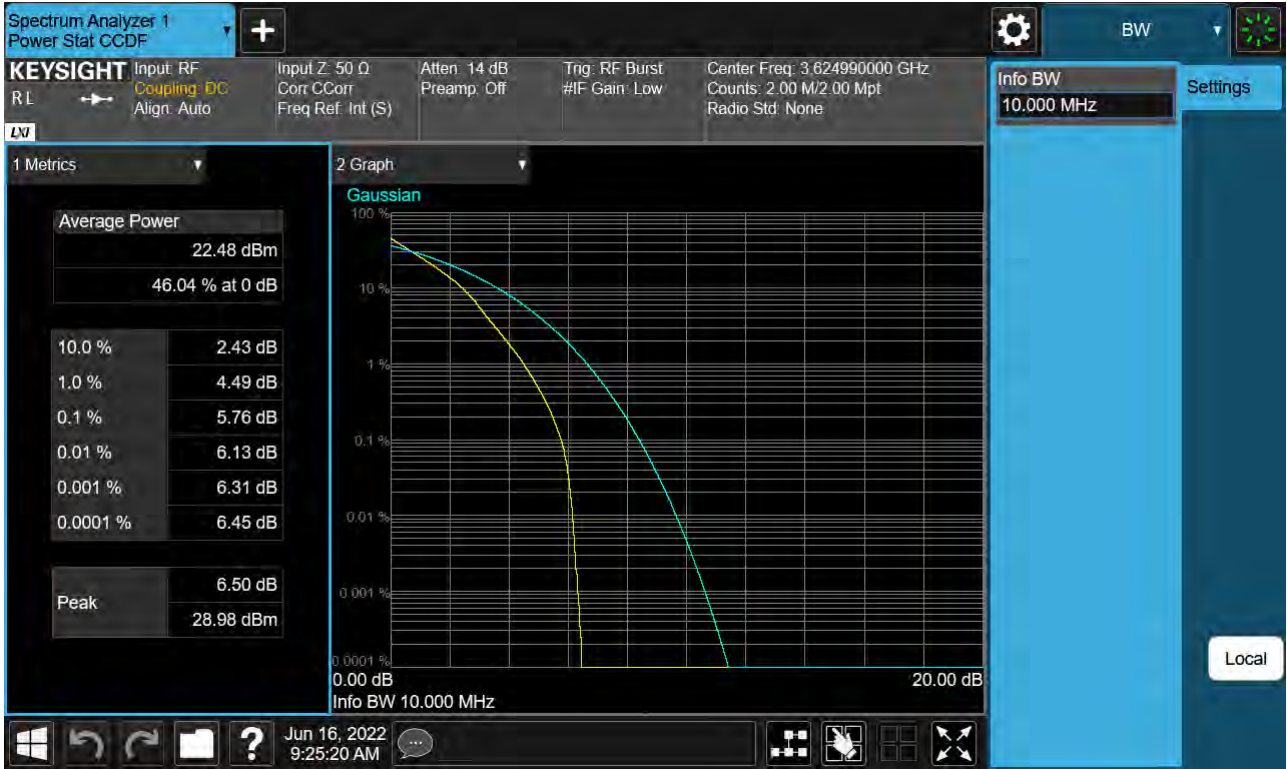 Spectrum Analyzer 1
Power Stat CCDF
BW
KEYSIGHT
R L
LXI
Input: RF
Coupling: DC
Align: Auto
Input Z: 50 Ω
Corr CCorr
Freq Ref: Int (S)
Atten: 14 dB
Preamp: Off
Trig: RF Burst
#IF Gain: Low
Center Freq: 3.624990000 GHz
Counts: 2.00 M/2.00 Mpt
Radio Std: None
Info BW
10.000 MHz
Settings
1 Metrics
Average Power
22.48 dBm
46.04 % at 0 dB
10.0 % 2.43 dB
1.0 % 4.49 dB
0.1 % 5.76 dB
0.01 % 6.13 dB
0.001 % 6.31 dB
0.0001 % 6.45 dB
Peak
6.50 dB
28.98 dBm
2 Graph
Gaussian
100 %
10 %
1 %
0.1 %
0.01 %
0.001 %
0.0001 %
0.00 dB
20.00 dB
Info BW 10.000 MHz
Local
?
Jun 16, 2022
9:25:20 AM